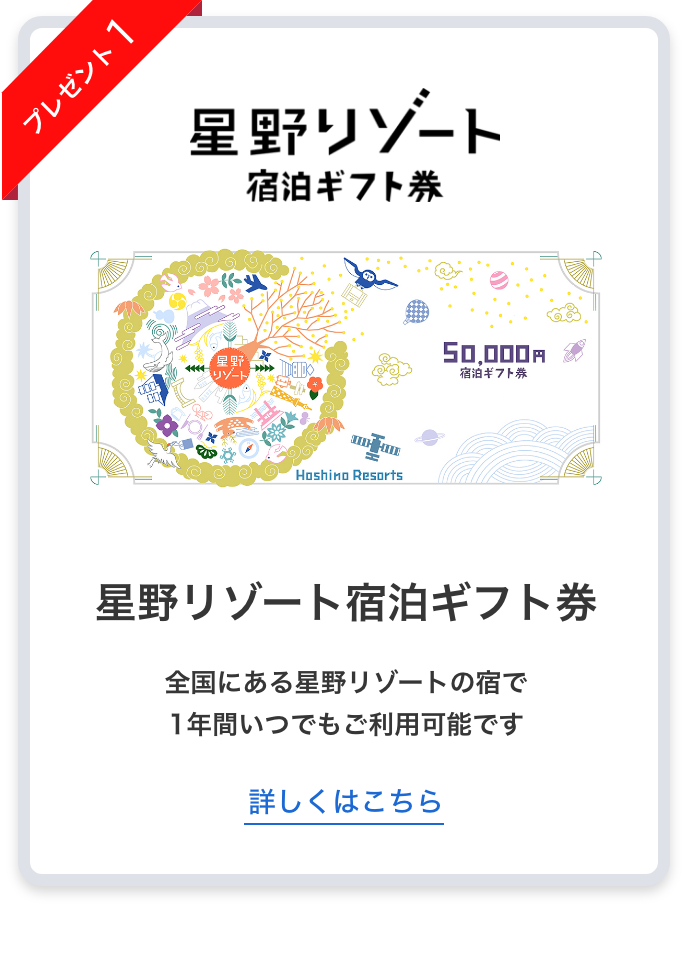 プレゼント1
星野リゾート
宿泊ギフト券
星野
リゾート
50,000円
宿泊ギフト券
Hoshino Resorts
星野リゾート宿泊ギフト券
全国にある星野リゾートの宿で
1年間いつでもご利用可能です
詳しくはこちら